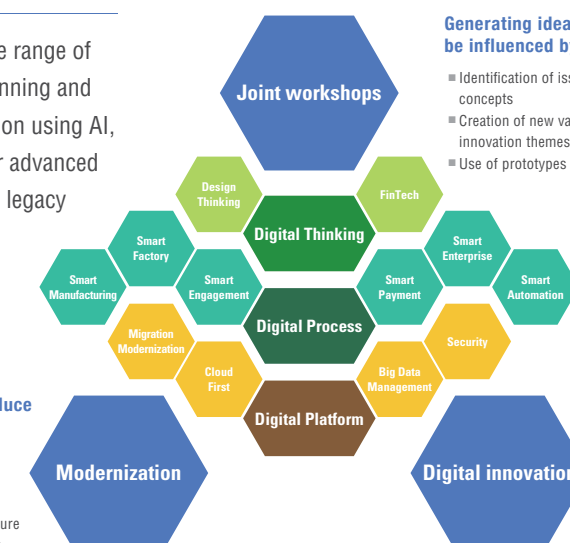 e range of
nning and
on using AI,
r advanced
legacy
Generating idea
be influenced b
■ Identification of iss
concepts
■ Creation of new va
innovation themes
■ Use of prototypes
Joint workshops
Design
Thinking
FinTech
Digital Thinking
Smart
Factory
Smart
Enterprise
Smart
Manufacturing
Smart
Engagement
Smart
Payment
Smart
Automation
Digital Process
Migration
Modernization
Security
Cloud
First
Big Data
Management
Digital Platform
luce
Modernization
Digital innovation
ure